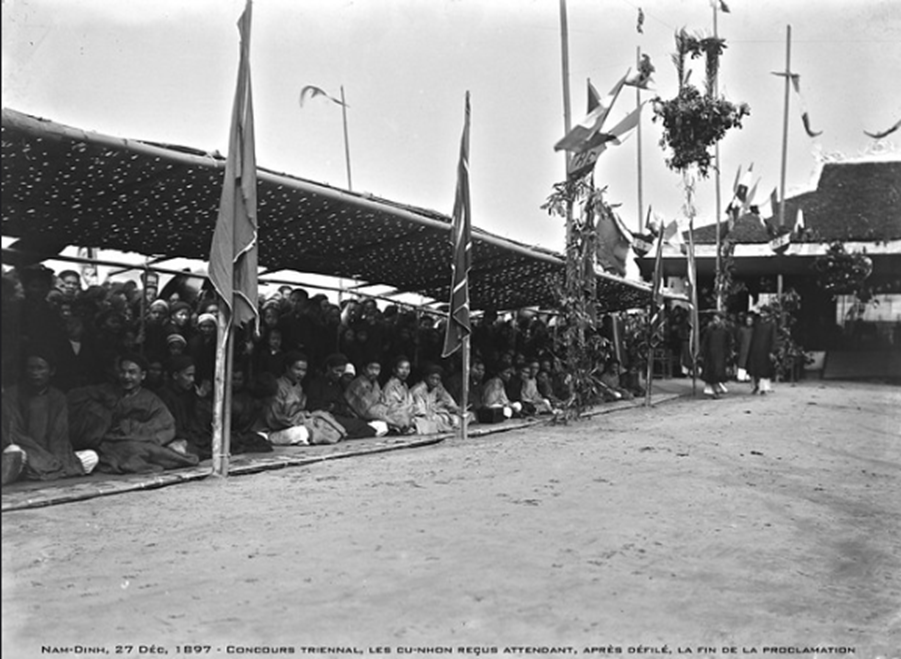 NAM-DINH, 27 DÉC, 1897 - CONCOURS TRIENNAL, LES CU-NHON REÇUS ATTENDANT, APRÈS DÉFILÉ, LA FIN DE LA PROCLAMATION